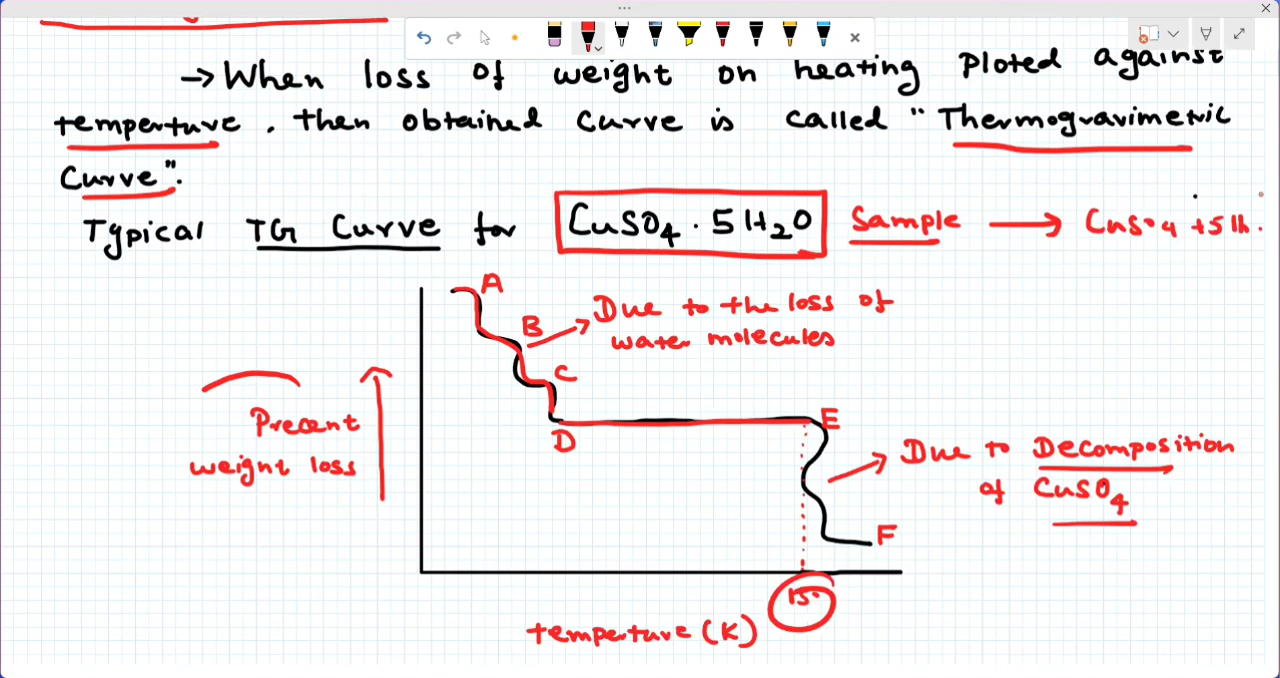 → When loss of weight on heating ploted against
temperture, then obtained curve is called "Thermogravimetric
Curve".
Typical TG Curve for CuSO4 . 5H2O Sample → CuSO4 + 5H
A
Due to the loss of
B
water molecules
C
Precent
weight loss
D
E
Due to Decomposition
of CuSO4
F
temperture (K)